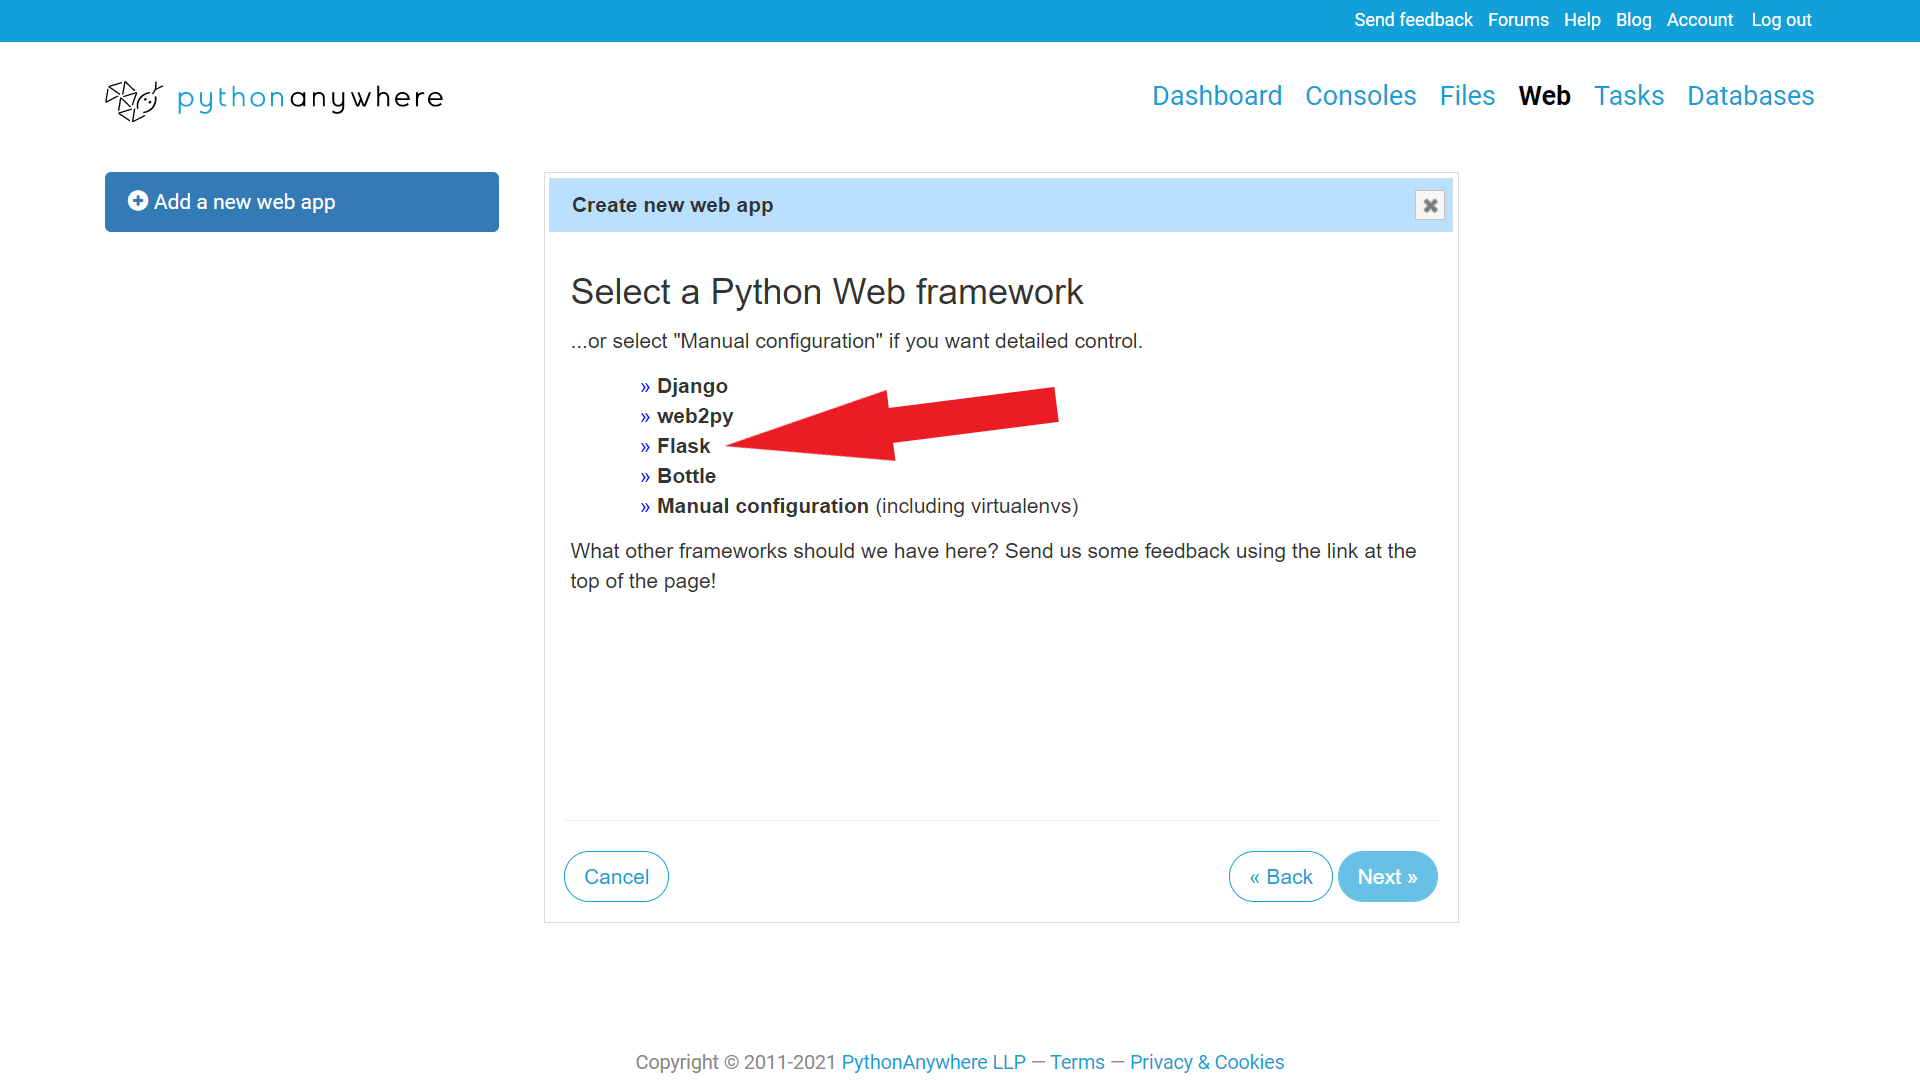 Send feedback Forums Help Blog Account Log out
pythonanywhere
Dashboard Consoles Files Web Tasks Databases
Add a new web app
Create new web app
Select a Python Web framework
...or select "Manual configuration" if you want detailed control.
» Django
» web2py
» Flask
» Bottle
» Manual configuration (including virtualenvs)
What other frameworks should we have here? Send us some feedback using the link at the
top of the page!
Cancel
« Back Next »
Copyright © 2011-2021 PythonAnywhere LLP — Terms — Privacy & Cookies